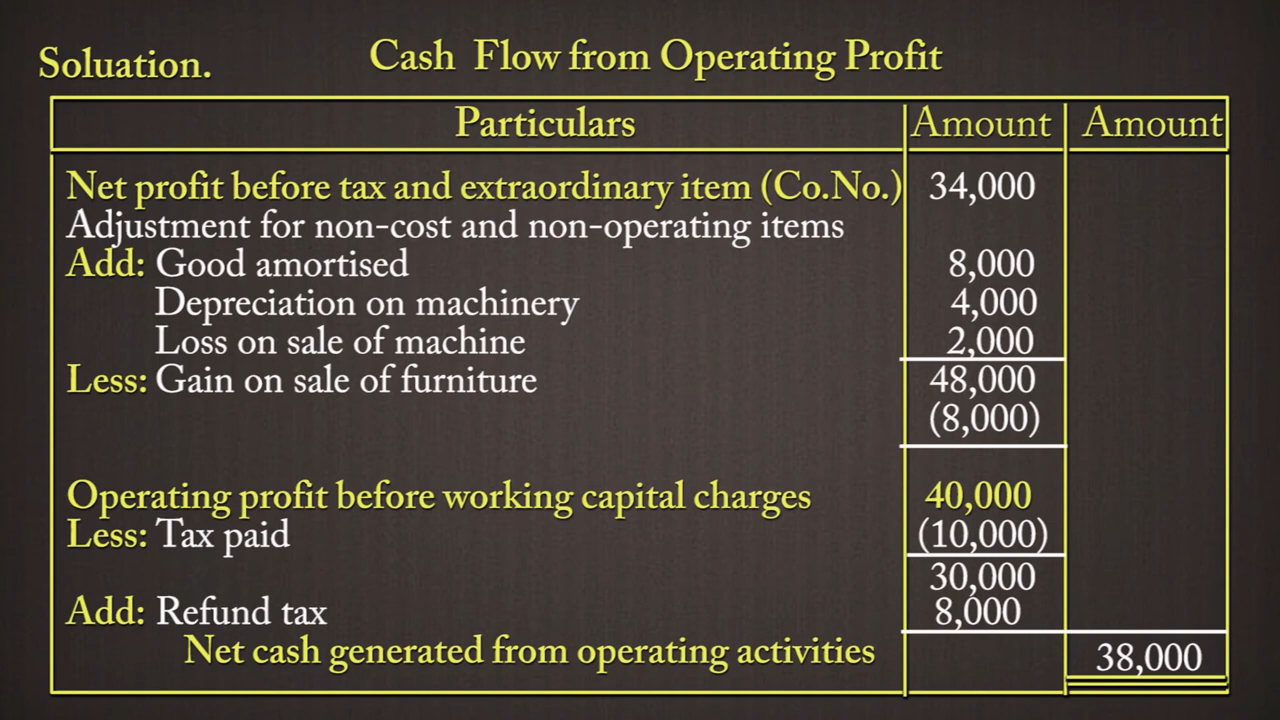 Soluation.
Cash Flow from Operating Profit
Particulars Amount Amount
Net profit before tax and extraordinary item (Co.No.) 34,000
Adjustment for non-cost and non-operating items
Add: Good amortised 8,000
Depreciation on machinery 4,000
Loss on sale of machine 2,000
Less: Gain on sale of furniture 48,000
(8,000)
Operating profit before working capital charges 40,000
Less: Tax paid (10,000)
30,000
Add: Refund tax 8,000
Net cash generated from operating activities 38,000